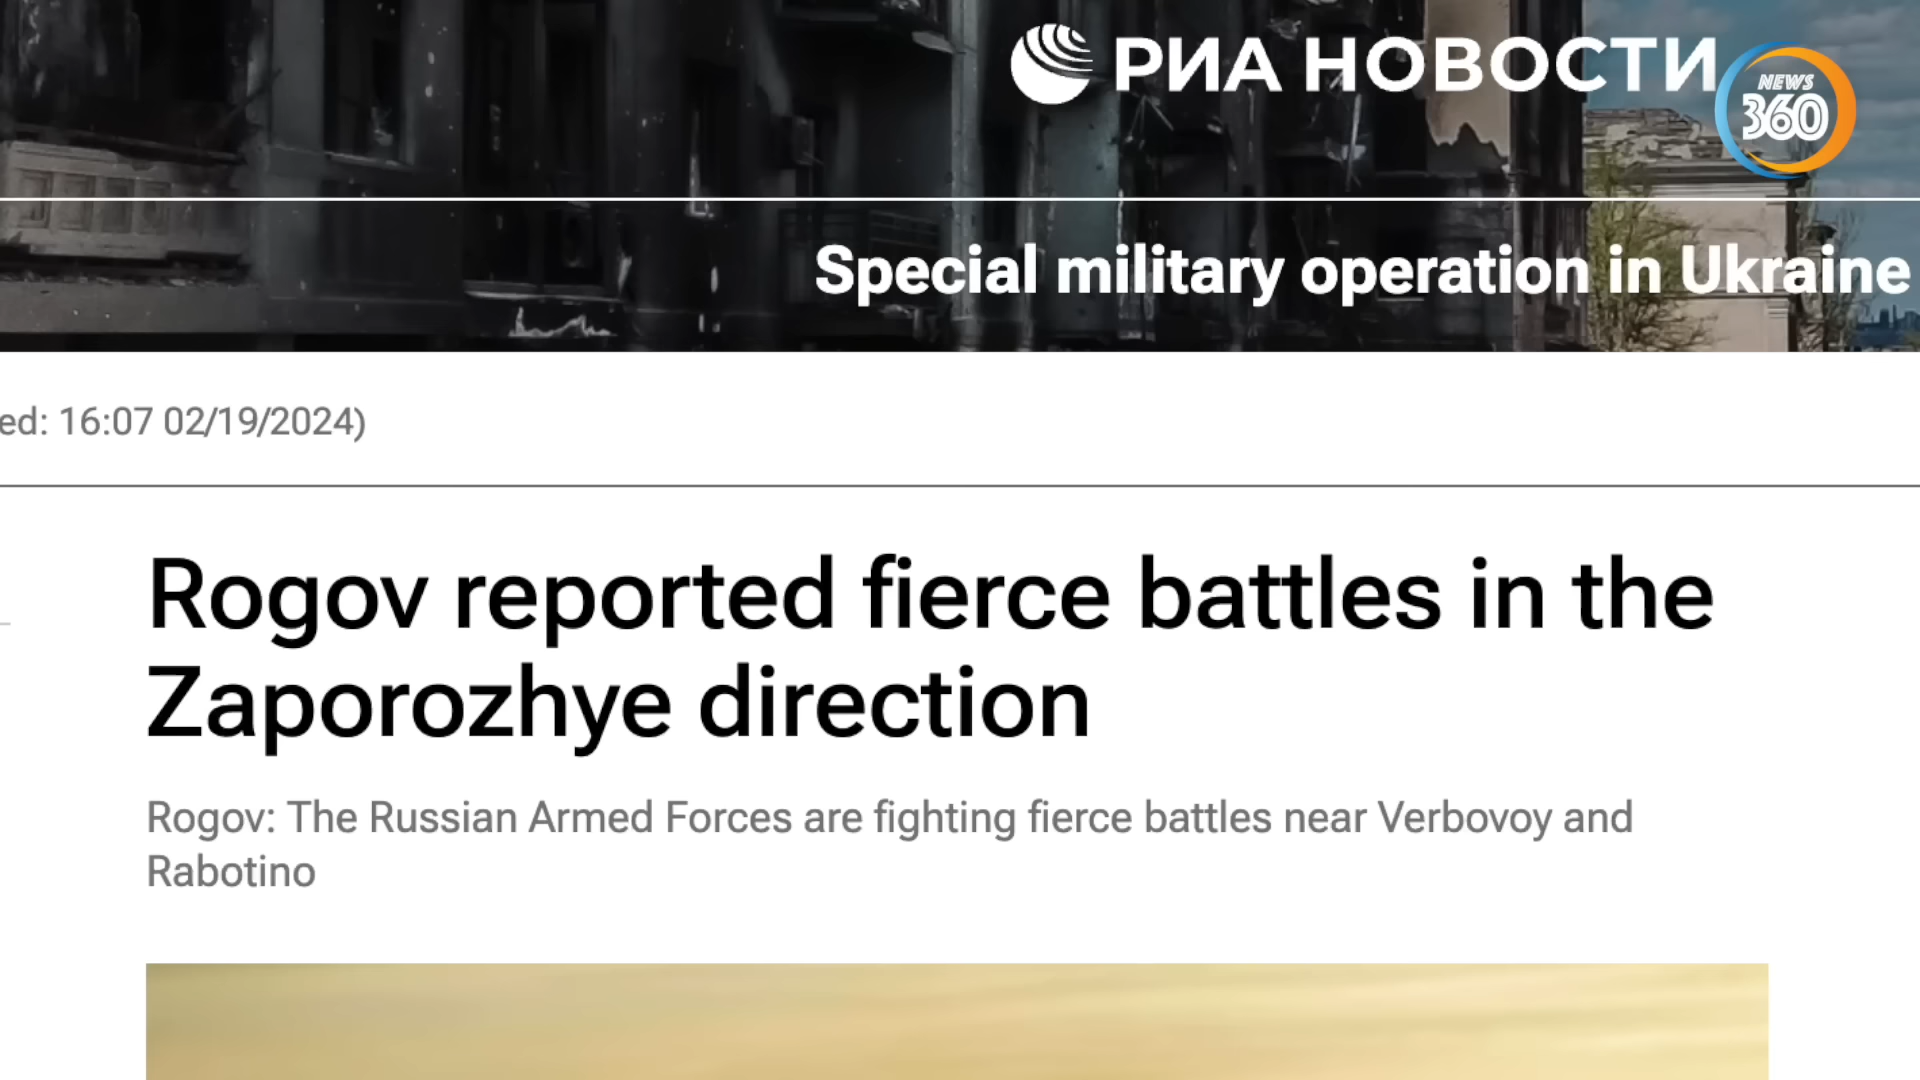 РИА НОВОСТИ
NEWS
360
Special military operation in Ukraine
ed: 16:07 02/19/2024)
Rogov reported fierce battles in the
Zaporozhye direction
Rogov: The Russian Armed Forces are fighting fierce battles near Verbovoy and
Rabotino